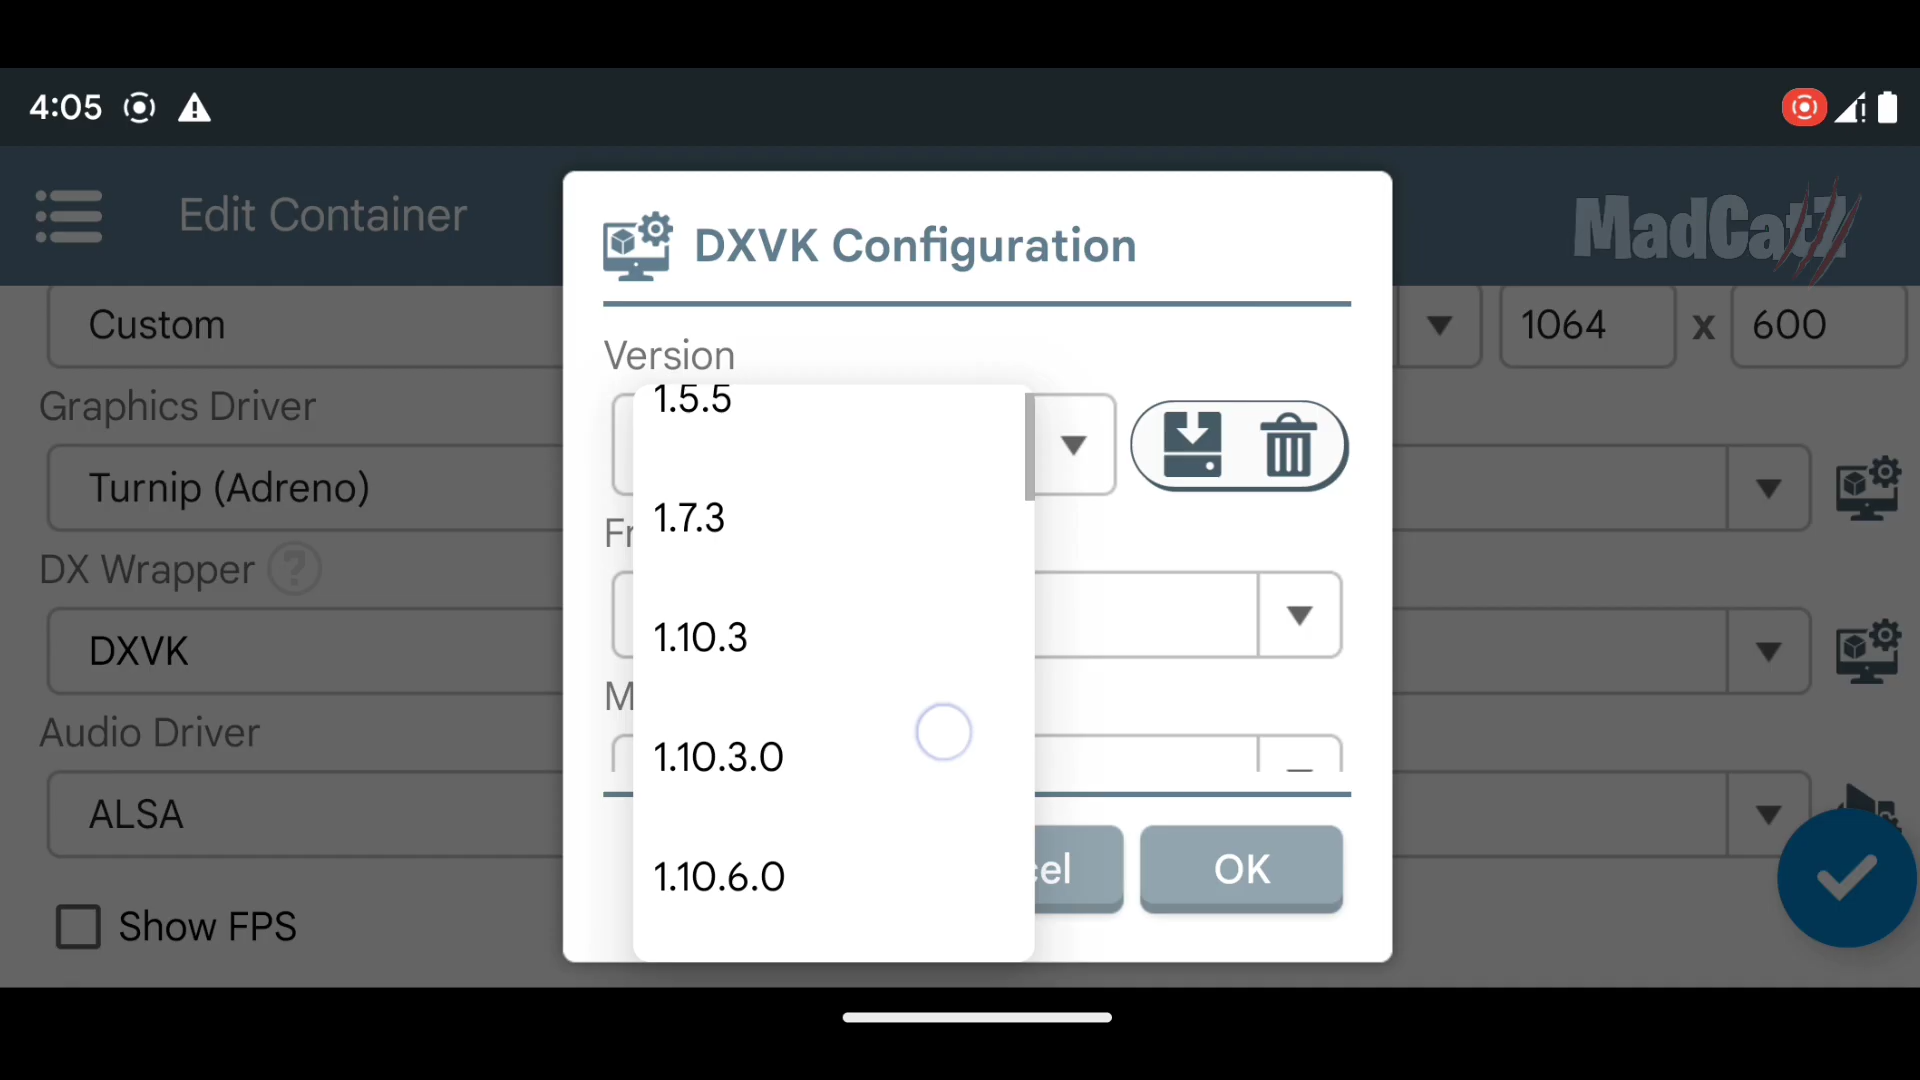 4:05
Edit Container
MadCatZ
DXVK Configuration
Custom
1064 x 600
Version
Graphics Driver
1.5.5
Turnip (Adreno)
1.7.3
Fr
DX Wrapper ?
DXVK
1.10.3
M
Audio Driver
1.10.3.0
ALSA
1.10.6.0
cel
OK
Show FPS